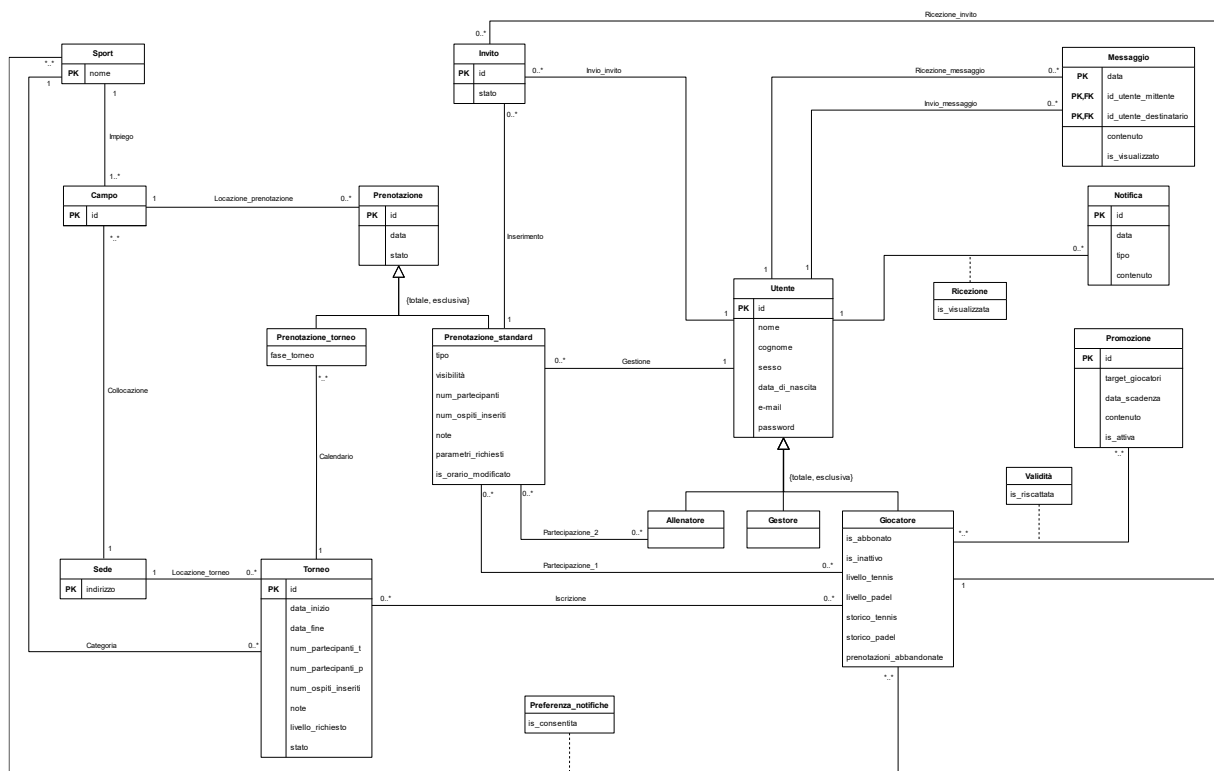 Ricezione_invito
0..*
Sport
PK nome
*..*
1
1
Invito
PK id
stato
0..*
Invio_invito
0..*
Ricezione_messaggio
0..*
Invio_messaggio
0..*
Messaggio
PK data
PK,FK id_utente_mittente
PK,FK id_utente_destinatario
contenuto
is_visualizzato
Impiego
1..*
Campo
PK id
1
Locazione_prenotazione
0..*
*..*
Prenotazione
PK id
data
stato
Inserimento
Notifica
PK id
data
tipo
contenuto
0..*
Ricezione
is_visualizzata
{totale, esclusiva}
1
1
1
Utente
PK id
nome
cognome
sesso
data_di_nascita
e-mail
password
1
1
Prenotazione_torneo
fase_torneo
*..*
Prenotazione_standard
tipo
visibilità
num_partecipanti
num_ospiti_inseriti
note
parametri_richiesti
is_orario_modificato
0..*
Gestione
1
Promozione
PK id
target_giocatori
data_scadenza
contenuto
is_attiva
*..*
Collocazione
Calendario
{totale, esclusiva}
Validità
is_riscattata
0..*
0..*
Partecipazione_2
0..*
Allenatore
Gestore
Giocatore
is_abbonato
is_inattivo
livello_tennis
livello_padel
storico_tennis
storico_padel
prenotazioni_abbandonate
*..*
1
*..*
Partecipazione_1
0..*
1
1
Sede
PK indirizzo
1
Locazione_torneo
0..*
Torneo
PK id
data_inizio
data_fine
num_partecipanti_t
num_partecipanti_p
num_ospiti_inseriti
note
livello_richiesto
stato
0..*
Iscrizione
0..*
Categoria
0..*
Preferenza_notifiche
is_consentita